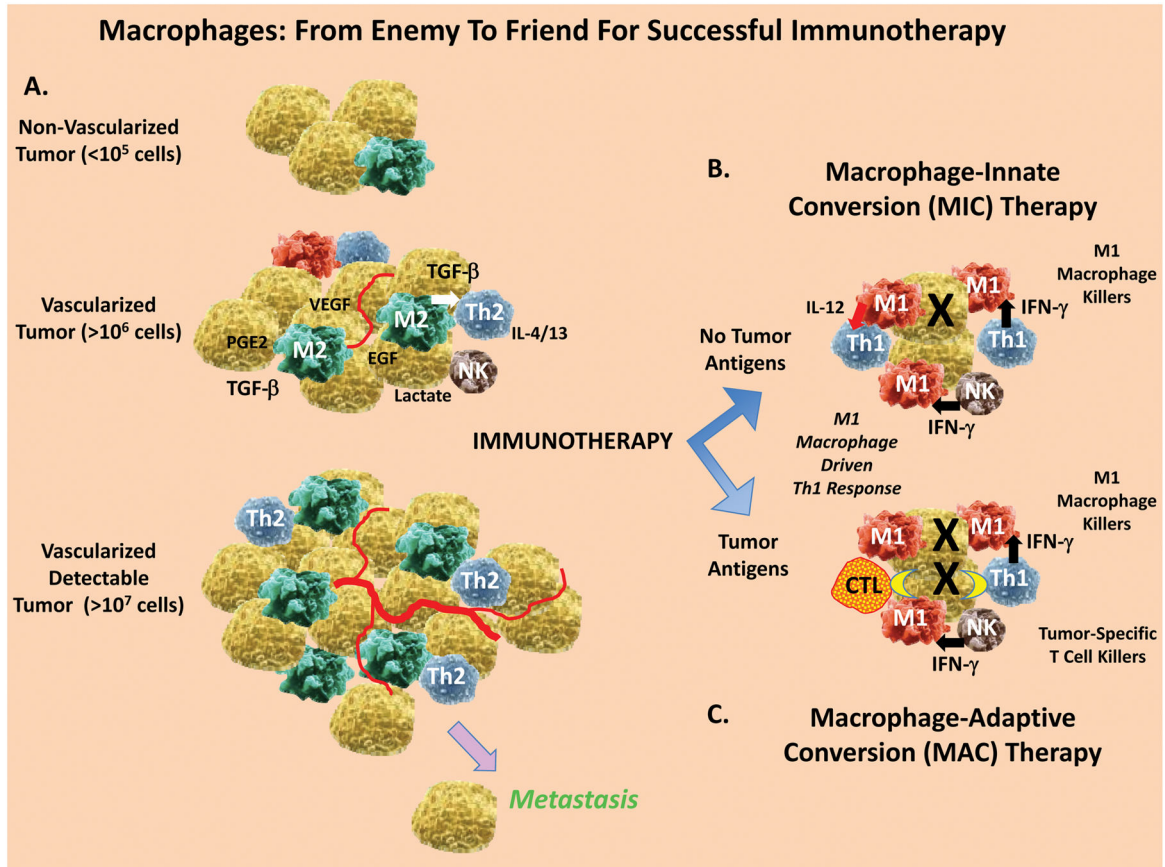 Macrophages: From Enemy To Friend For Successful Immunotherapy
A.
Non-Vascularized
Tumor (<10⁵ cells)
Vascularized
Tumor (>10⁶ cells)
TGF-β
VEGF
M2
Th2
IL-4/13
PGE2
M2
EGF
NK
TGF-β
Lactate
Vascularized
Detectable
Tumor (>10⁷ cells)
Th2
Th2
Th2
Metastasis
IMMUNOTHERAPY
No Tumor
Antigens
M1
Macrophage
Driven
Th1 Response
Tumor
Antigens
B.
Macrophage-Innate
Conversion (MIC) Therapy
M1
Macrophage
Killers
IL-12
M1
X
M1
IFN-γ
Th1
Th1
M1
NK
IFN-γ
M1
Macrophage
Killers
M1
X
M1
IFN-γ
CTL
X
Th1
M1
NK
IFN-γ
Tumor-Specific
T Cell Killers
C.
Macrophage-Adaptive
Conversion (MAC) Therapy